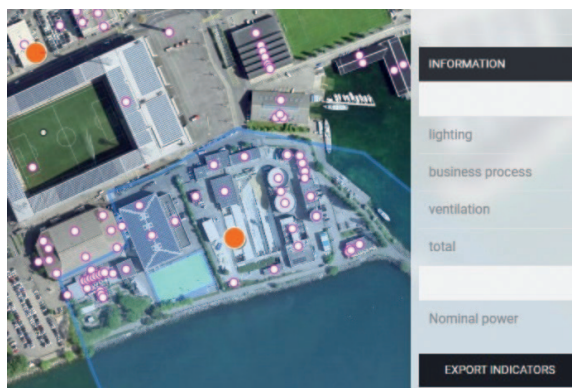 INFORMATION
lighting
business process
ventilation
total
Nominal power
EXPORT INDICATORS